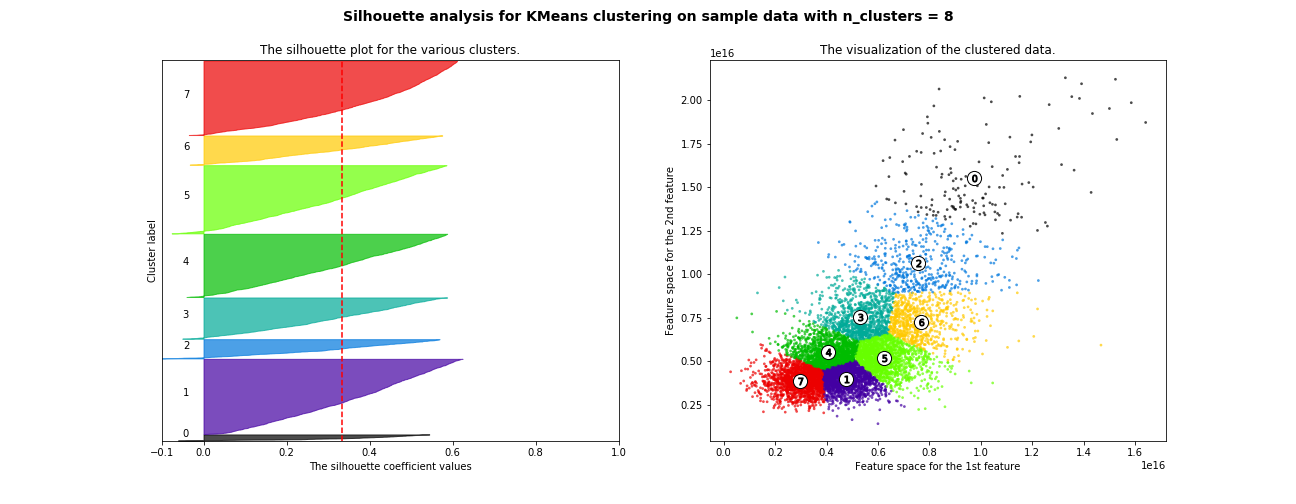 Silhouette analysis for KMeans clustering on sample data with n_clusters = 8
The silhouette plot for the various clusters.
7
6
5
4
3
2
1
0
Cluster label
−0.1 0.0 0.2 0.4 0.6 0.8 1.0
The silhouette coefficient values
The visualization of the clustered data.
1e16
2.00
1.75
1.50
1.25
1.00
0.75
0.50
0.25
Feature space for the 2nd feature
0
2
3
6
4
5
7
1
0.0 0.2 0.4 0.6 0.8 1.0 1.2 1.4 1.6
1e16
Feature space for the 1st feature